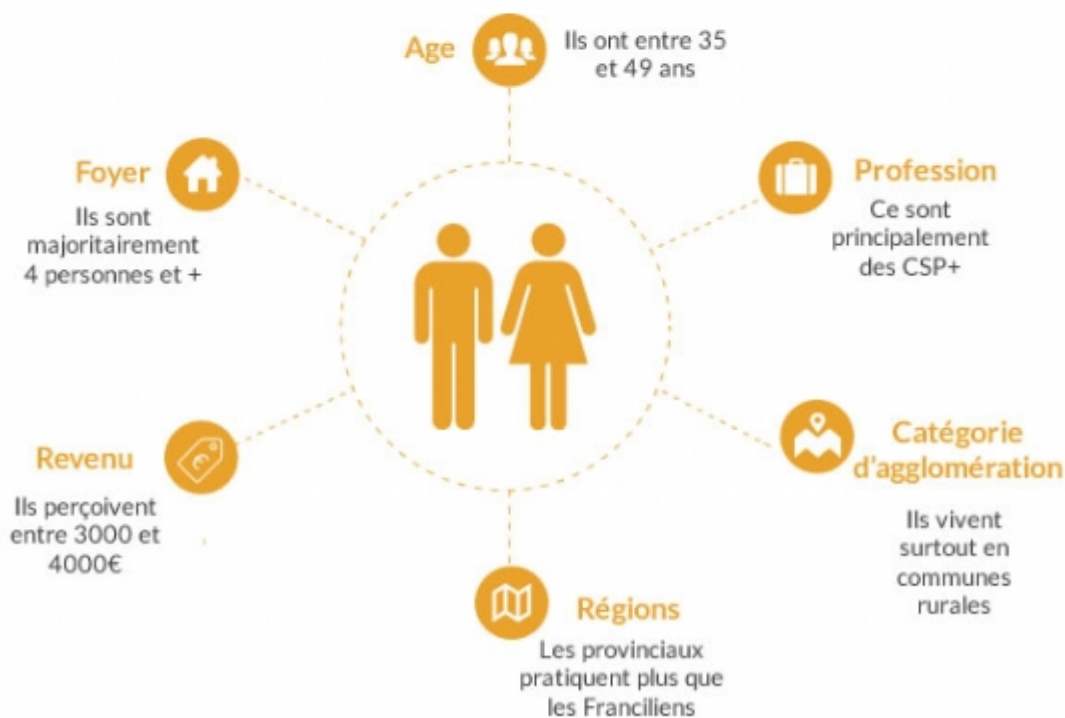 Age
Ils ont entre 35
et 49 ans
Foyer
Ils sont
majoritairement
4 personnes et +
Profession
Ce sont
principalement
des CSP+
Revenu
Ils perçoivent
entre 3000 et
4000€
Catégorie
d'agglomération
Ils vivent
surtout en
communes
rurales
Régions
Les provinciaux
pratiquent plus que
les Franciliens